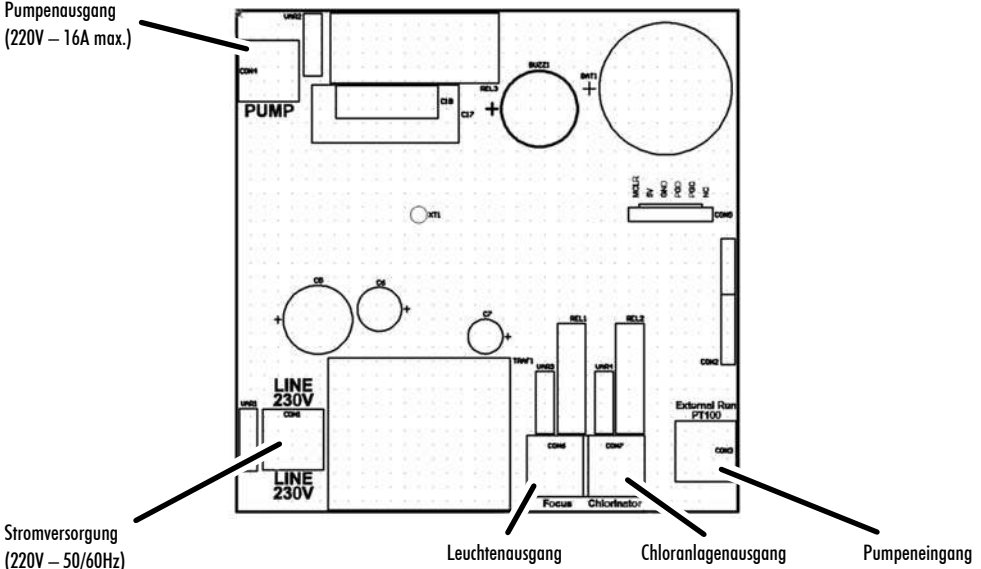 Pumpenausgang
(220V – 16A max.)
VAR2
CON4
PUMP
REL3
C18
C17
BUZZ1
BAT1
MCLR
5V
GND
PGD
PGC
NC
CON5
XT1
C5
C6
C7
REL1
REL2
TRAF1
VAR3
VAR4
CON2
LINE
230V
VAR1
CON1
LINE
230V
External Run
PT100
CON3
CON6
CON7
Focus
Chlorinator
Stromversorgung
(220V – 50/60Hz)
Leuchtenausgang
Chloranlagenausgang
Pumpeneingang